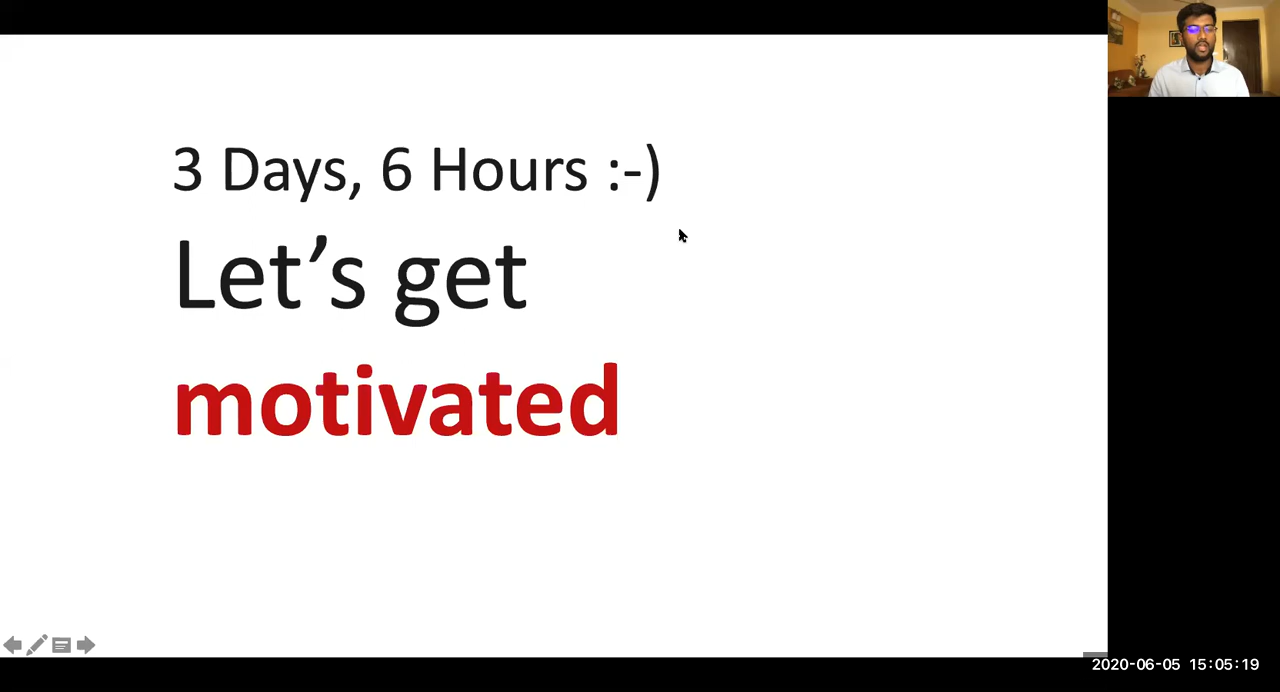 3 Days, 6 Hours :-)
Let’s get
motivated
2020-06-05 15:05:19